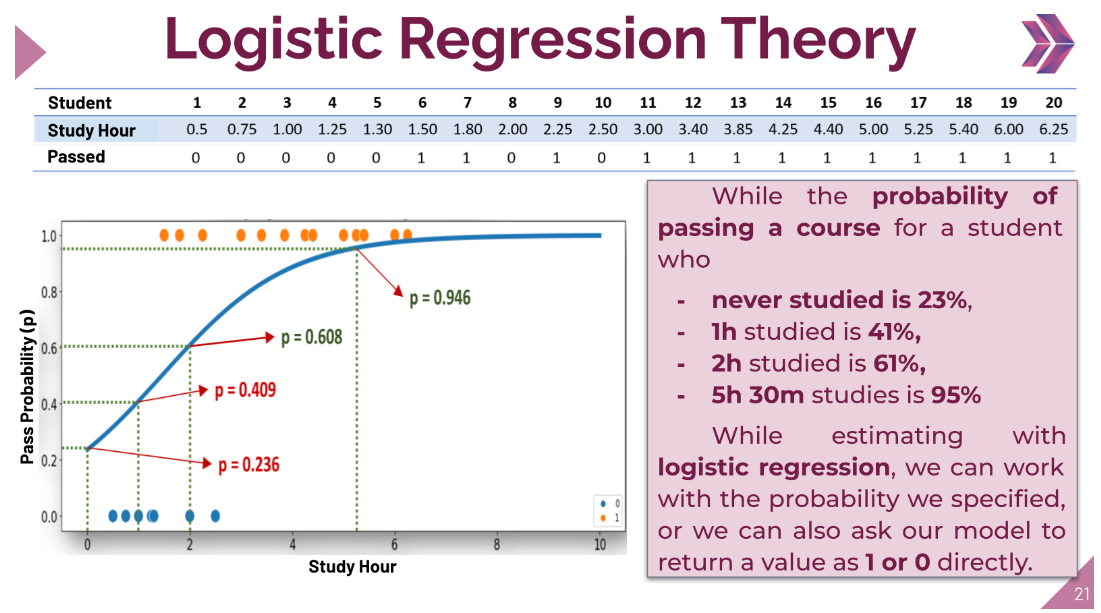 Logistic Regression Theory
Student 1 2 3 4 5 6 7 8 9 10 11 12 13 14 15 16 17 18 19 20
Study Hour 0.5 0.75 1.00 1.25 1.30 1.50 1.80 2.00 2.25 2.50 3.00 3.40 3.85 4.25 4.40 5.00 5.25 5.40 6.00 6.25
Passed 0 0 0 0 0 1 1 0 1 0 1 1 1 1 1 1 1 1 1 1
Pass Probability (p)
1.0
0.8
0.6
0.4
0.2
0.0
p = 0.946
p = 0.608
p = 0.409
p = 0.236
0
1
0 2 4 6 8 10
Study Hour
While the probability of
passing a course for a student
who
- never studied is 23%,
- 1h studied is 41%,
- 2h studied is 61%,
- 5h 30m studies is 95%
While estimating with
logistic regression, we can work
with the probability we specified,
or we can also ask our model to
return a value as 1 or 0 directly.
21